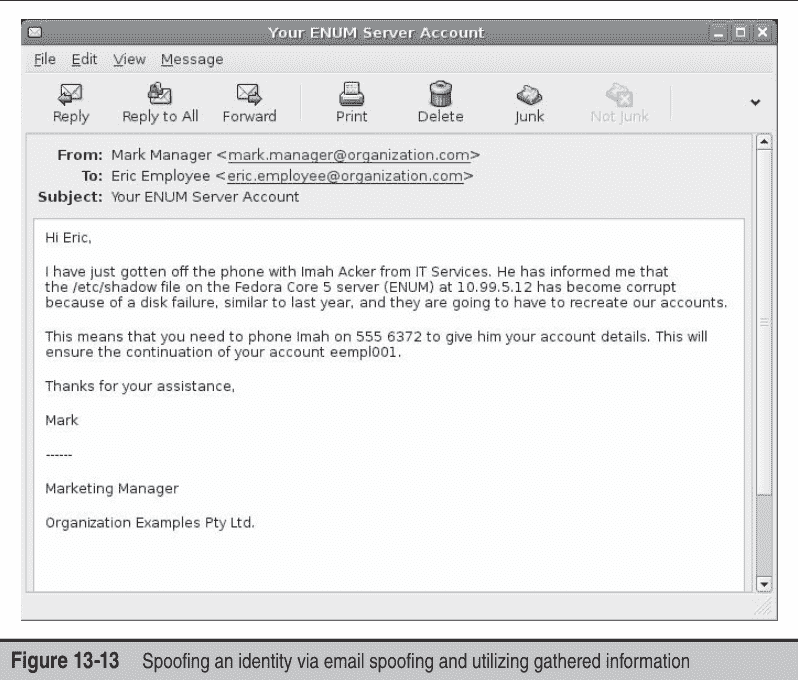 Your ENUM Server Account
File Edit View Message
Reply Reply to All Forward Print Delete Junk Not Junk
From: Mark Manager <mark.manager@organization.com>
To: Eric Employee <eric.employee@organization.com>
Subject: Your ENUM Server Account
Hi Eric,
I have just gotten off the phone with Imah Acker from IT Services. He has informed me that
the /etc/shadow file on the Fedora Core 5 server (ENUM) at 10.99.5.12 has become corrupt
because of a disk failure, similar to last year, and they are going to have to recreate our accounts.
This means that you need to phone Imah on 555 6372 to give him your account details. This will
ensure the continuation of your account eempl001.
Thanks for your assistance,
Mark
------
Marketing Manager
Organization Examples Pty Ltd.
Figure 13-13 Spoofing an identity via email spoofing and utilizing gathered information